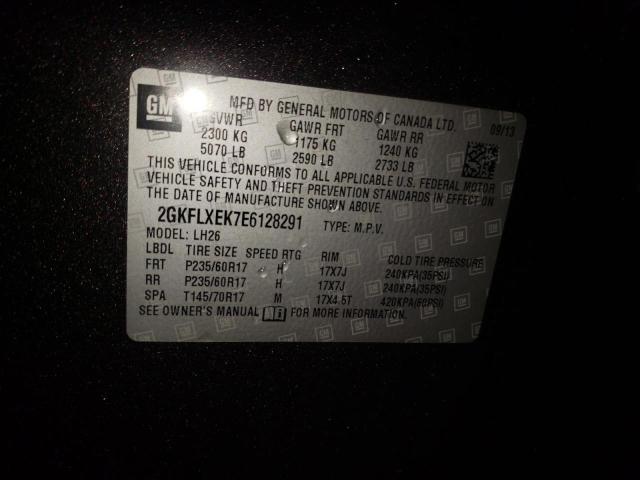 GM
MFD BY GENERAL MOTORS OF CANADA LTD. 09/13
GVWR GAWR FRT GAWR RR
2300 KG 1175 KG 1240 KG
5070 LB 2590 LB 2733 LB
THIS VEHICLE CONFORMS TO ALL APPLICABLE U.S. FEDERAL MOTOR
VEHICLE SAFETY AND THEFT PREVENTION STANDARDS IN EFFECT ON
THE DATE OF MANUFACTURE SHOWN ABOVE.
2GKFLXEK7E6128291 TYPE: M.P.V.
MODEL: LH26
LBDL TIRE SIZE SPEED RTG RIM COLD TIRE PRESSURE
FRT P235/60R17 H 17X7J 240KPA(35PSI)
RR P235/60R17 H 17X7J 240KPA(35PSI)
SPA T145/70R17 M 17X4.5T 420KPA(60PSI)
SEE OWNER'S MANUAL FOR MORE INFORMATION.